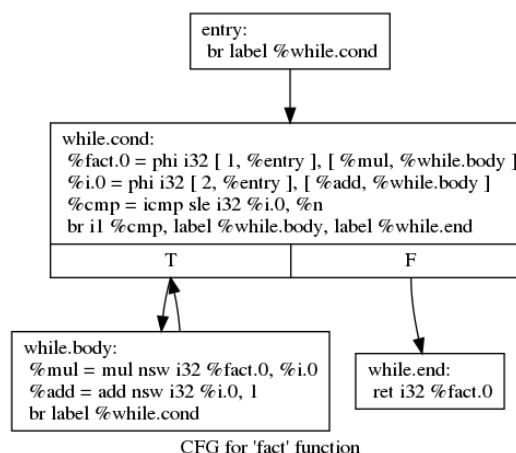 entry:
br label %while.cond
while.cond:
%fact.0 = phi i32 [ 1, %entry ], [ %mul, %while.body ]
%i.0 = phi i32 [ 2, %entry ], [ %add, %while.body ]
%cmp = icmp sle i32 %i.0, %n
br i1 %cmp, label %while.body, label %while.end
T
F
while.body:
%mul = mul nsw i32 %fact.0, %i.0
%add = add nsw i32 %i.0, 1
br label %while.cond
while.end:
ret i32 %fact.0
CFG for 'fact' function